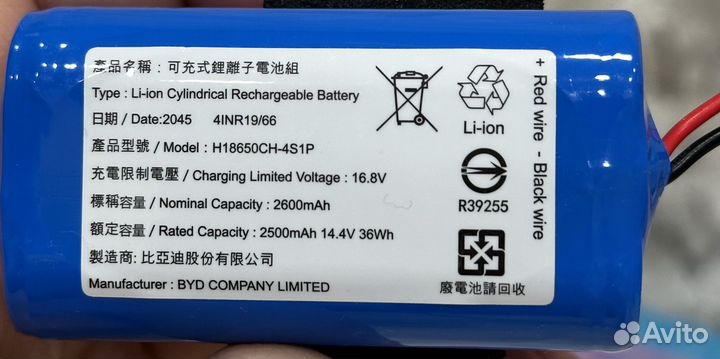 產品名稱：可充式鋰離子電池組
Type : Li-ion Cylindrical Rechargeable Battery
日期 / Date:2045 4INR19/66
產品型號 / Model : H18650CH-4S1P
充電限制電壓 / Charging Limited Voltage : 16.8V
標稱容量 / Nominal Capacity : 2600mAh
額定容量 / Rated Capacity : 2500mAh 14.4V 36Wh
製造商：比亞迪股份有限公司
Manufacturer : BYD COMPANY LIMITED
Li-ion
R39255
廢電池請回收
+ Red wire - Black wire
Avito